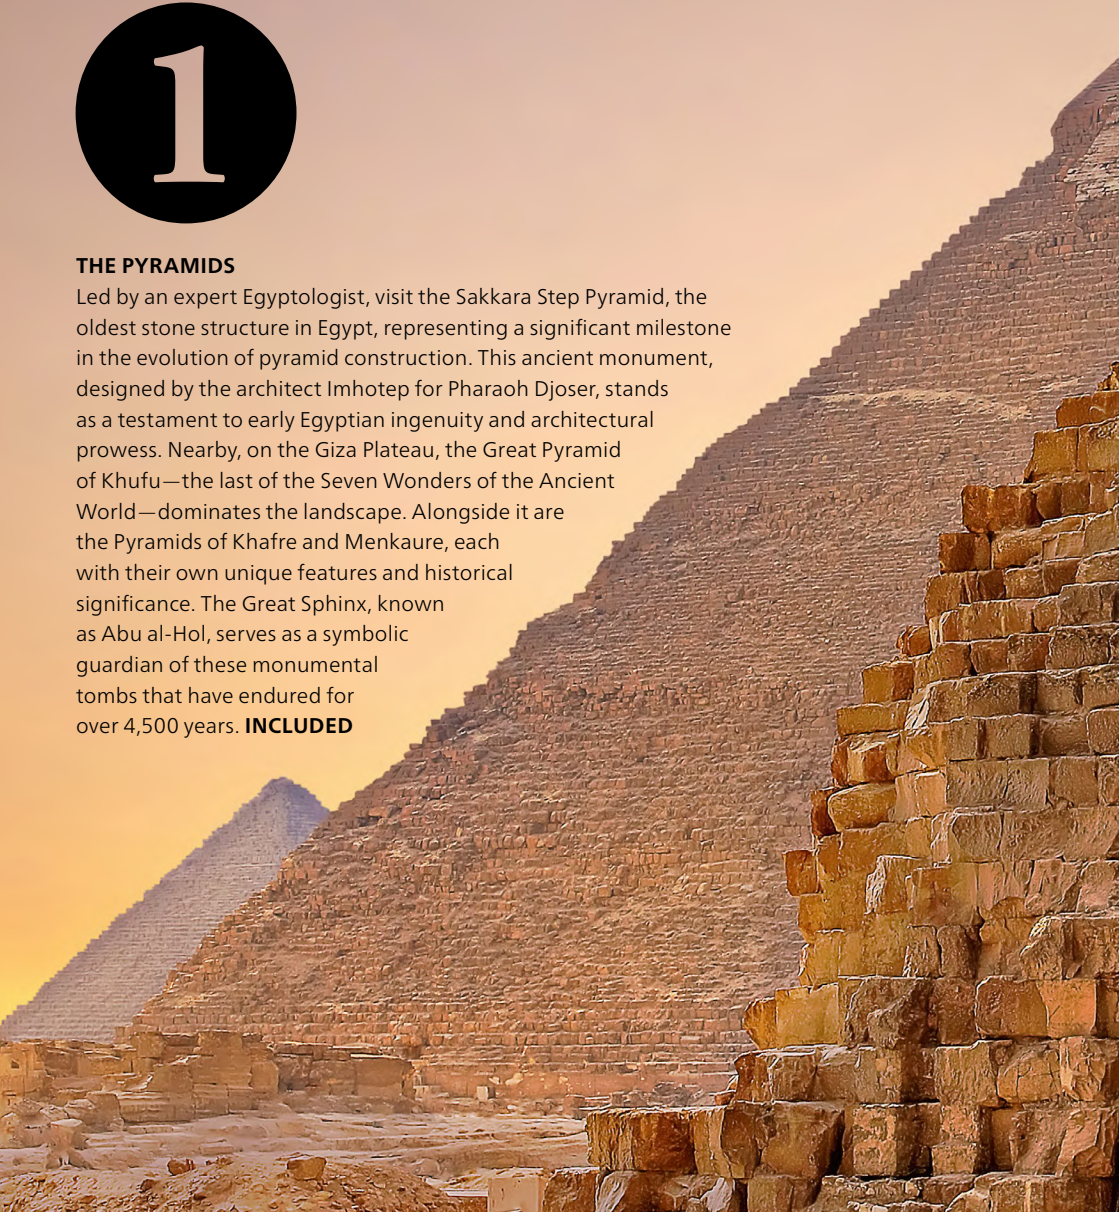 1
THE PYRAMIDS
Led by an expert Egyptologist, visit the Sakkara Step Pyramid, the
oldest stone structure in Egypt, representing a significant milestone
in the evolution of pyramid construction. This ancient monument,
designed by the architect Imhotep for Pharaoh Djoser, stands
as a testament to early Egyptian ingenuity and architectural
prowess. Nearby, on the Giza Plateau, the Great Pyramid
of Khufu—the last of the Seven Wonders of the Ancient
World—dominates the landscape. Alongside it are
the Pyramids of Khafre and Menkaure, each
with their own unique features and historical
significance. The Great Sphinx, known
as Abu al-Hol, serves as a symbolic
guardian of these monumental
tombs that have endured for
over 4,500 years. INCLUDED